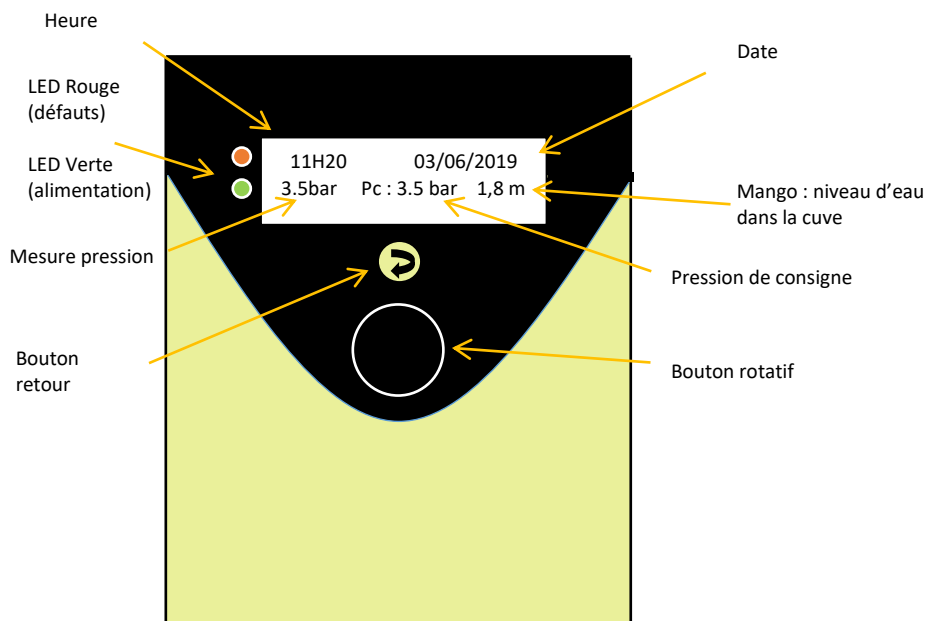 Heure
Date
LED Rouge
(défauts)
LED Verte
(alimentation)
11H20 03/06/2019
3.5bar Pc : 3.5 bar 1,8 m
Mango : niveau d'eau
dans la cuve
Mesure pression
Pression de consigne
Bouton
retour
Bouton rotatif